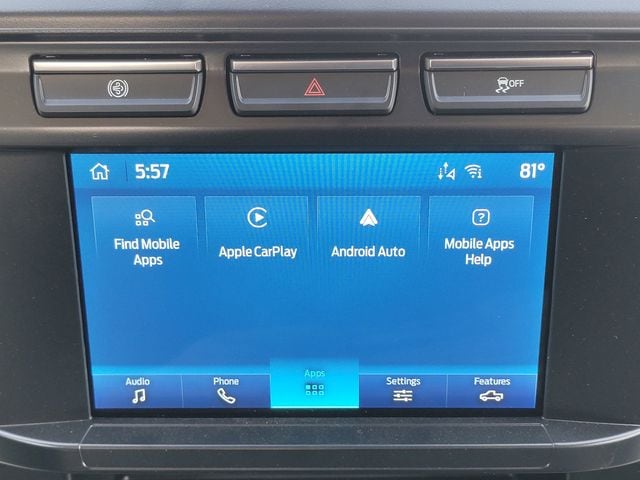 OFF
5:57
81°
Find Mobile
Apps
Apple CarPlay
Android Auto
Mobile Apps
Help
Audio
Phone
Apps
Settings
Features